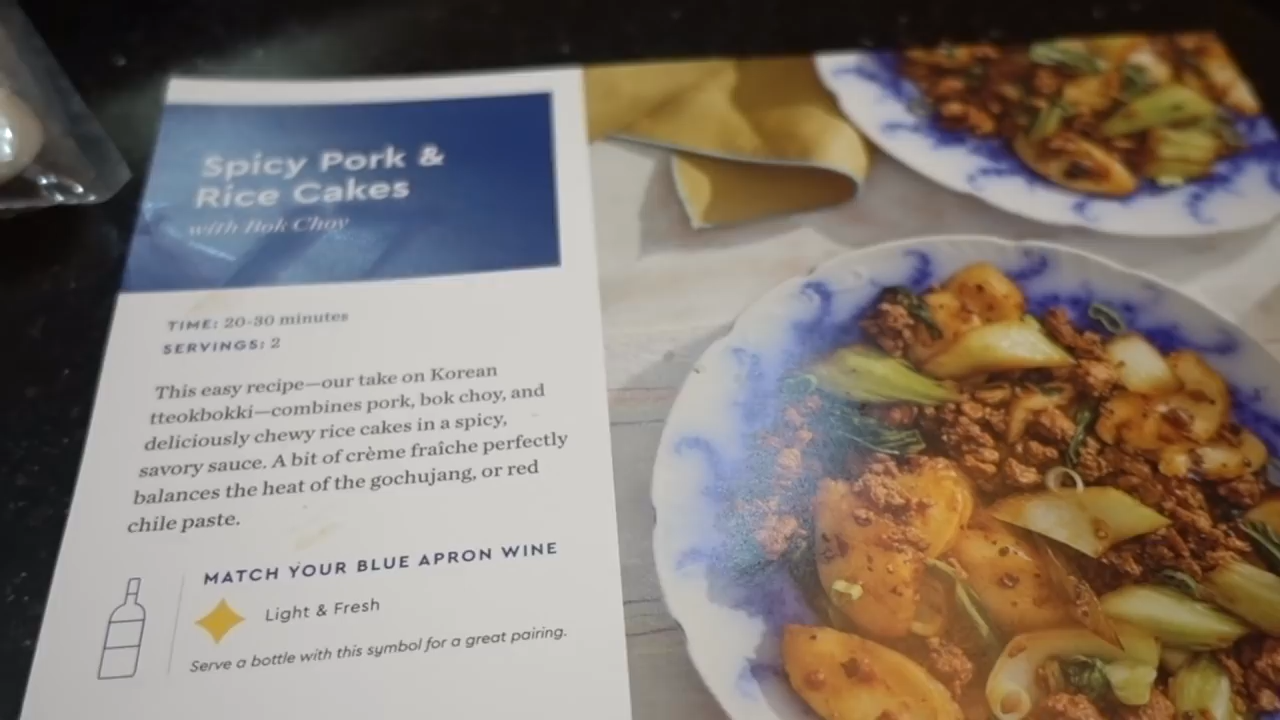 Spicy Pork &
Rice Cakes
with Bok Choy
TIME: 20-30 minutes
SERVINGS: 2
This easy recipe—our take on Korean
tteokbokki—combines pork, bok choy, and
deliciously chewy rice cakes in a spicy,
savory sauce. A bit of crème fraîche perfectly
balances the heat of the gochujang, or red
chile paste.
MATCH YOUR BLUE APRON WINE
Light & Fresh
Serve a bottle with this symbol for a great pairing.